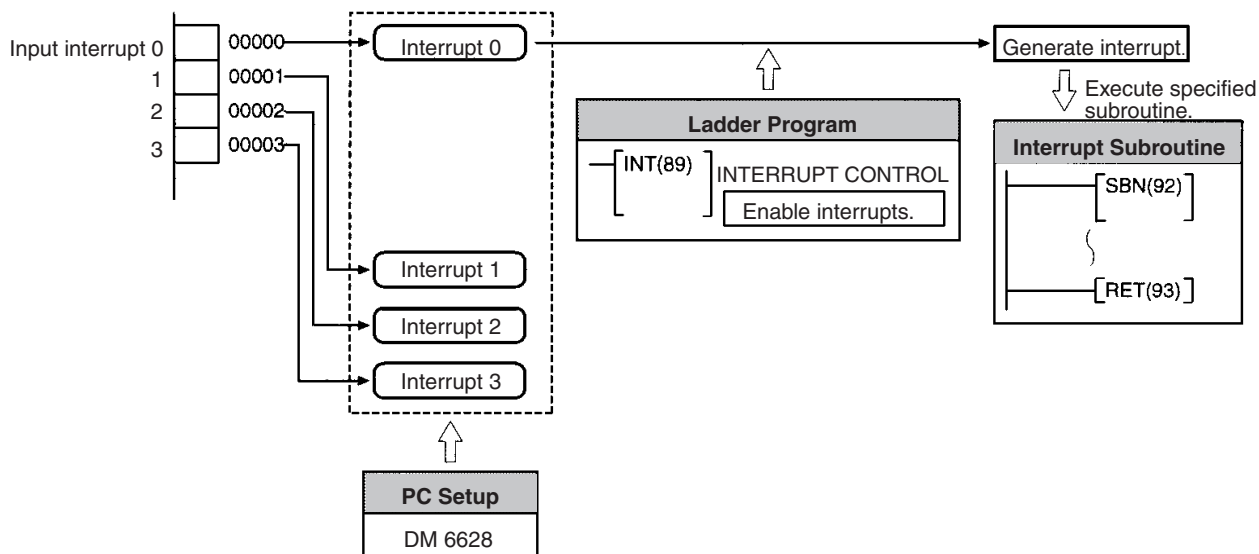 Input interrupt 0
00000
Interrupt 0
Generate interrupt.
1
00001
2
00002
3
00003
Execute specified
subroutine.
Ladder Program
INT(89)
INTERRUPT CONTROL
Enable interrupts.
Interrupt Subroutine
SBN(92)
RET(93)
Interrupt 1
Interrupt 2
Interrupt 3
PC Setup
DM 6628